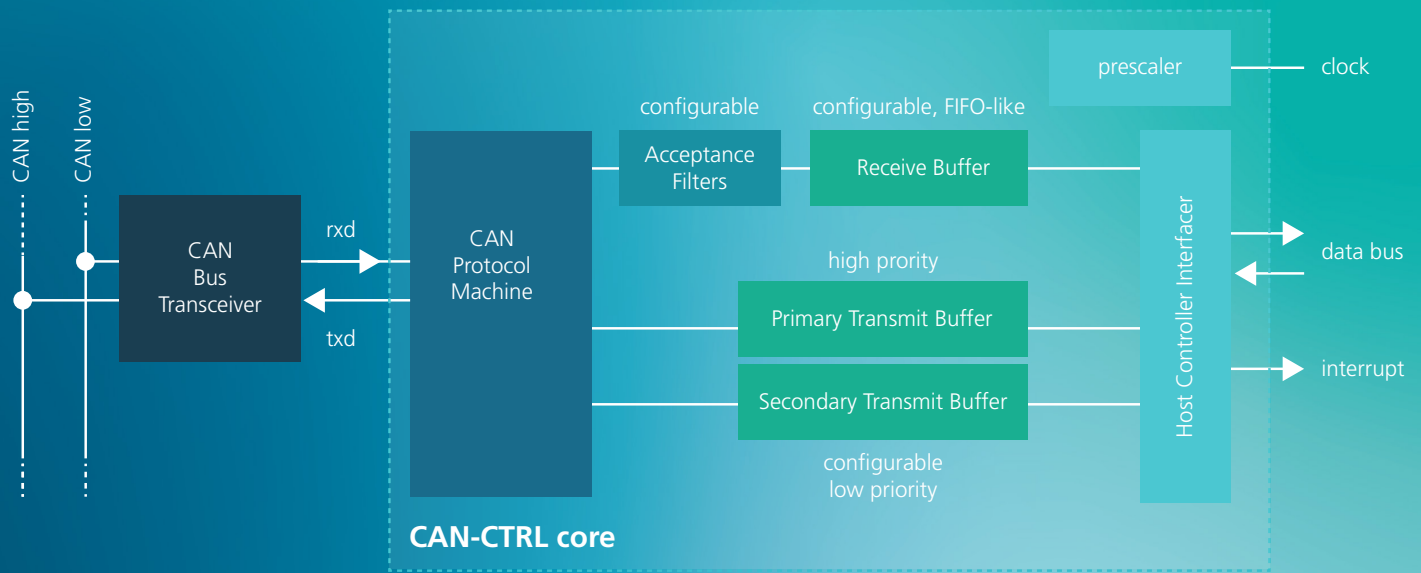 CAN high
CAN low
CAN
Bus
Transceiver
rxd
txd
CAN
Protocol
Machine
configurable
Acceptance
Filters
configurable, FIFO-like
Receive Buffer
high prority
Primary Transmit Buffer
Secondary Transmit Buffer
configurable
low priority
prescaler
Host Controller Interfacer
clock
data bus
interrupt
CAN-CTRL core